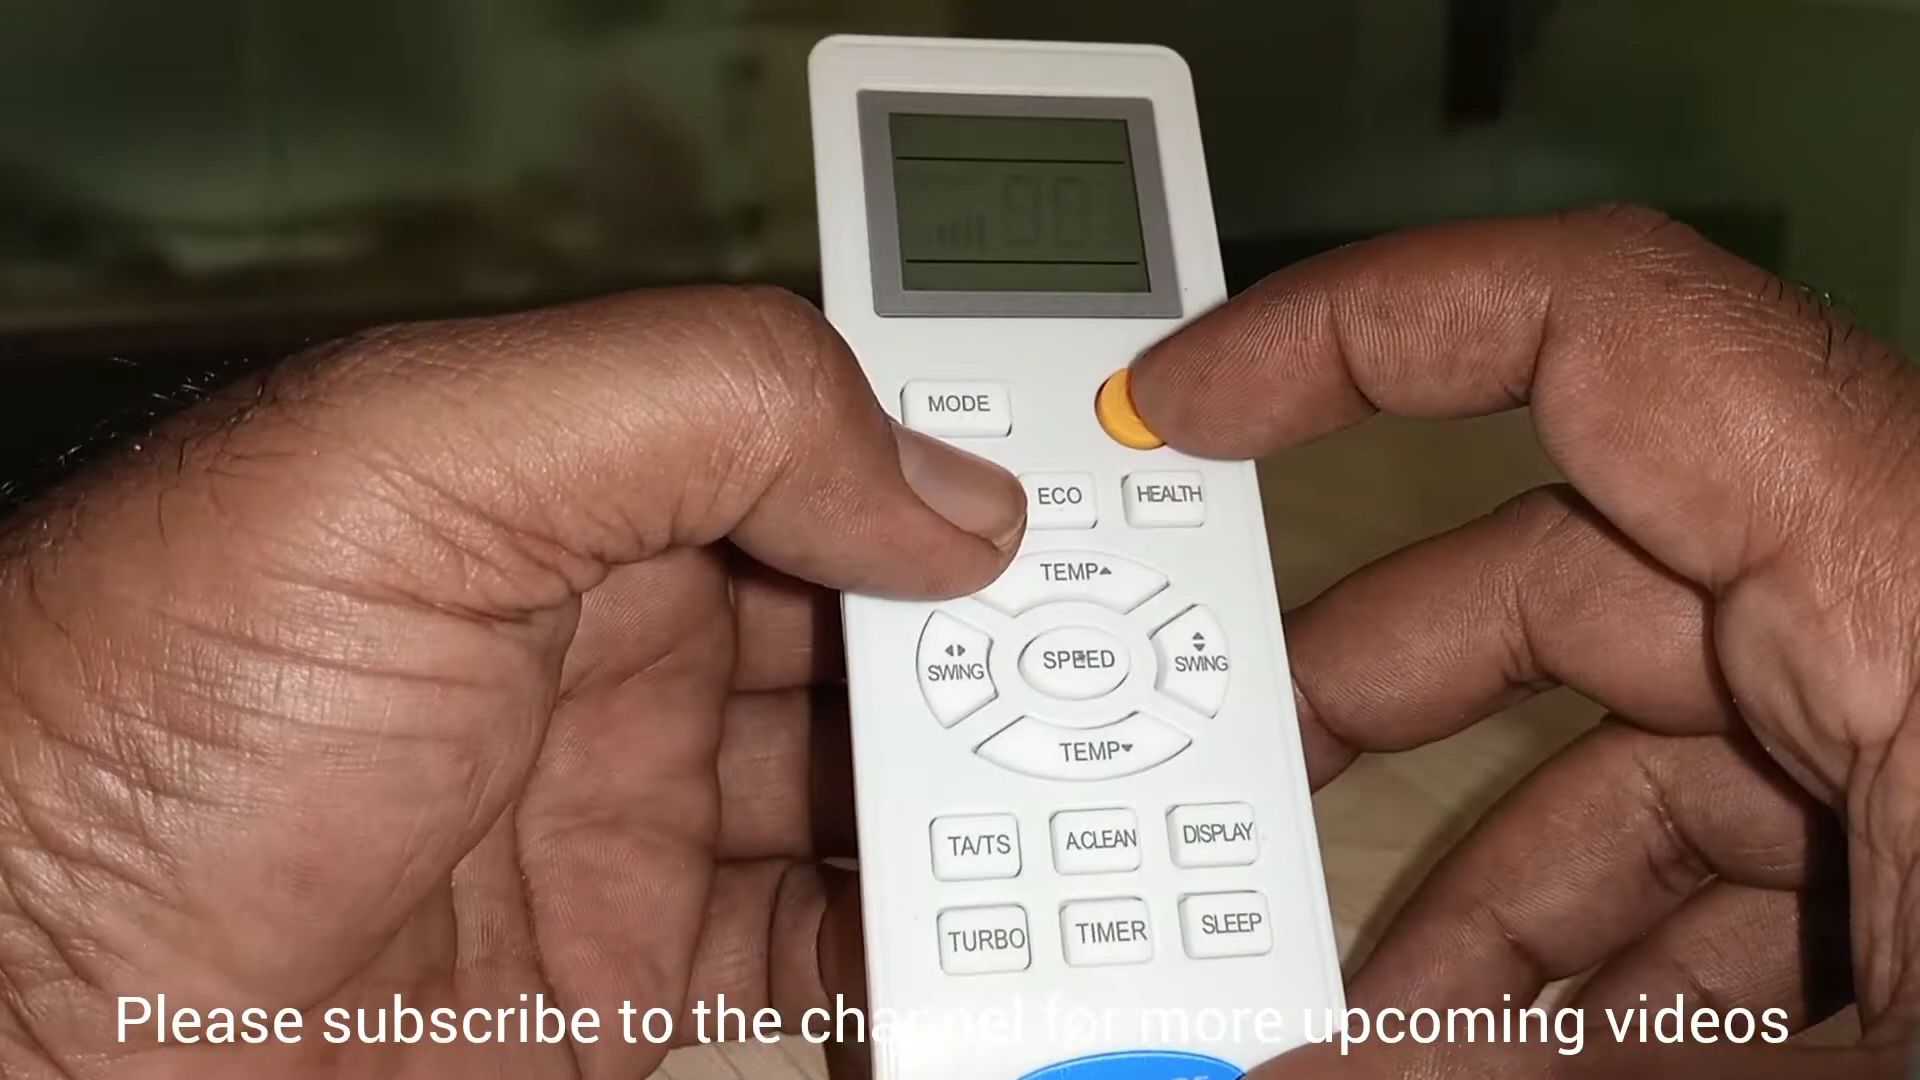 MODE
ECO
HEALTH
TEMP▲
◀▶
SWING
SPEED
▲▼
SWING
TEMP▼
TA/TS
A.CLEAN
DISPLAY
TURBO
TIMER
SLEEP
Please subscribe to the channel for more upcoming videos